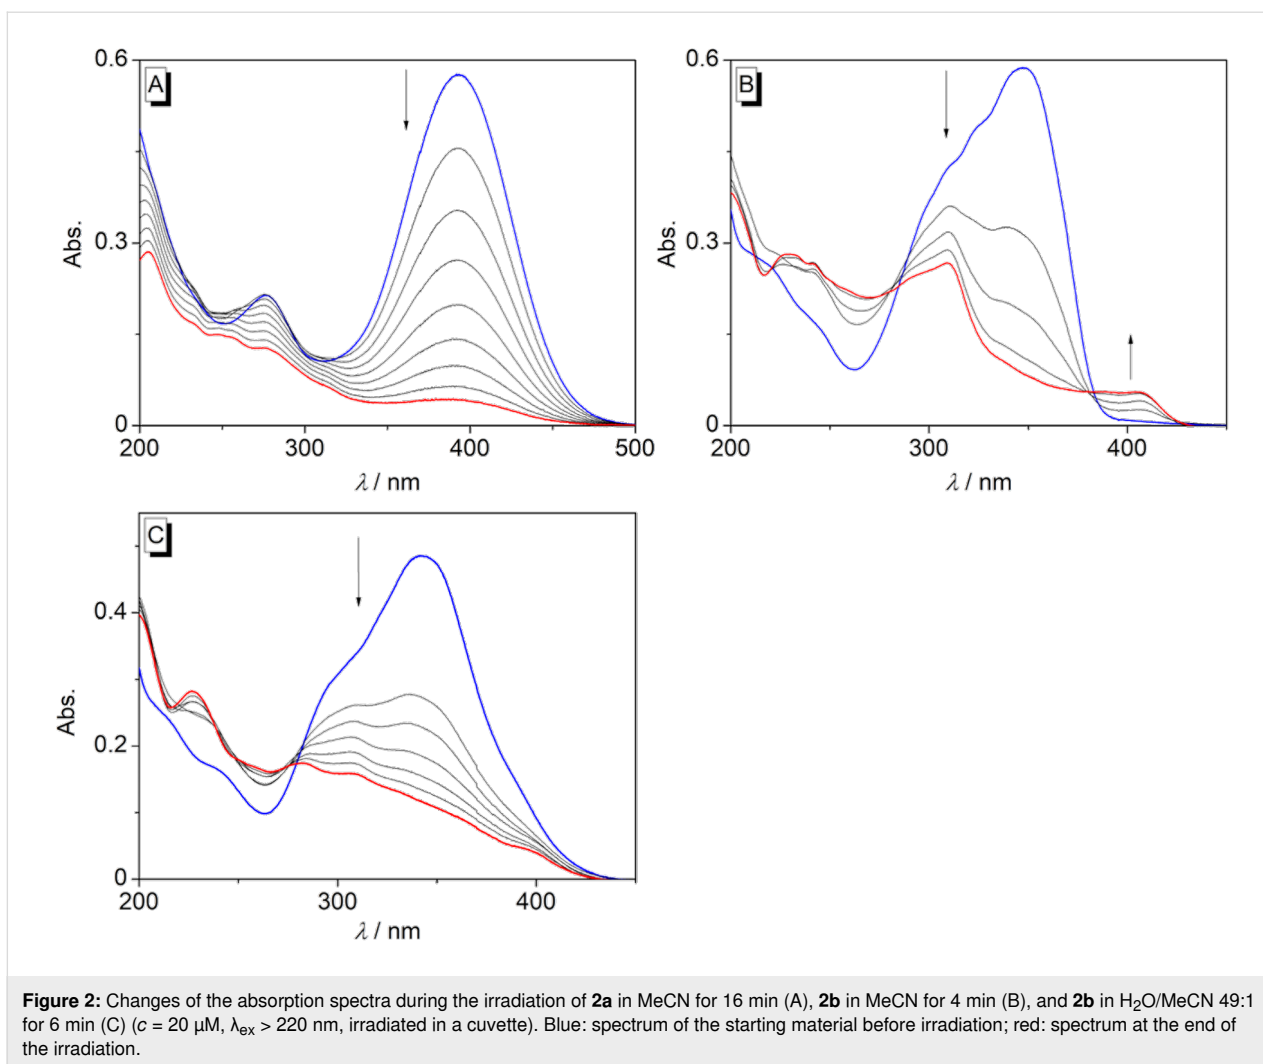 A
0.6
0.3
0
Abs.
200
300
400
500
λ / nm
B
0.6
0.3
0
Abs.
200
300
400
λ / nm
C
0.4
0.2
0
Abs.
200
300
400
λ / nm
Figure 2: Changes of the absorption spectra during the irradiation of 2a in MeCN for 16 min (A), 2b in MeCN for 4 min (B), and 2b in H₂O/MeCN 49:1
for 6 min (C) (c = 20 µM, λex > 220 nm, irradiated in a cuvette). Blue: spectrum of the starting material before irradiation; red: spectrum at the end of
the irradiation.